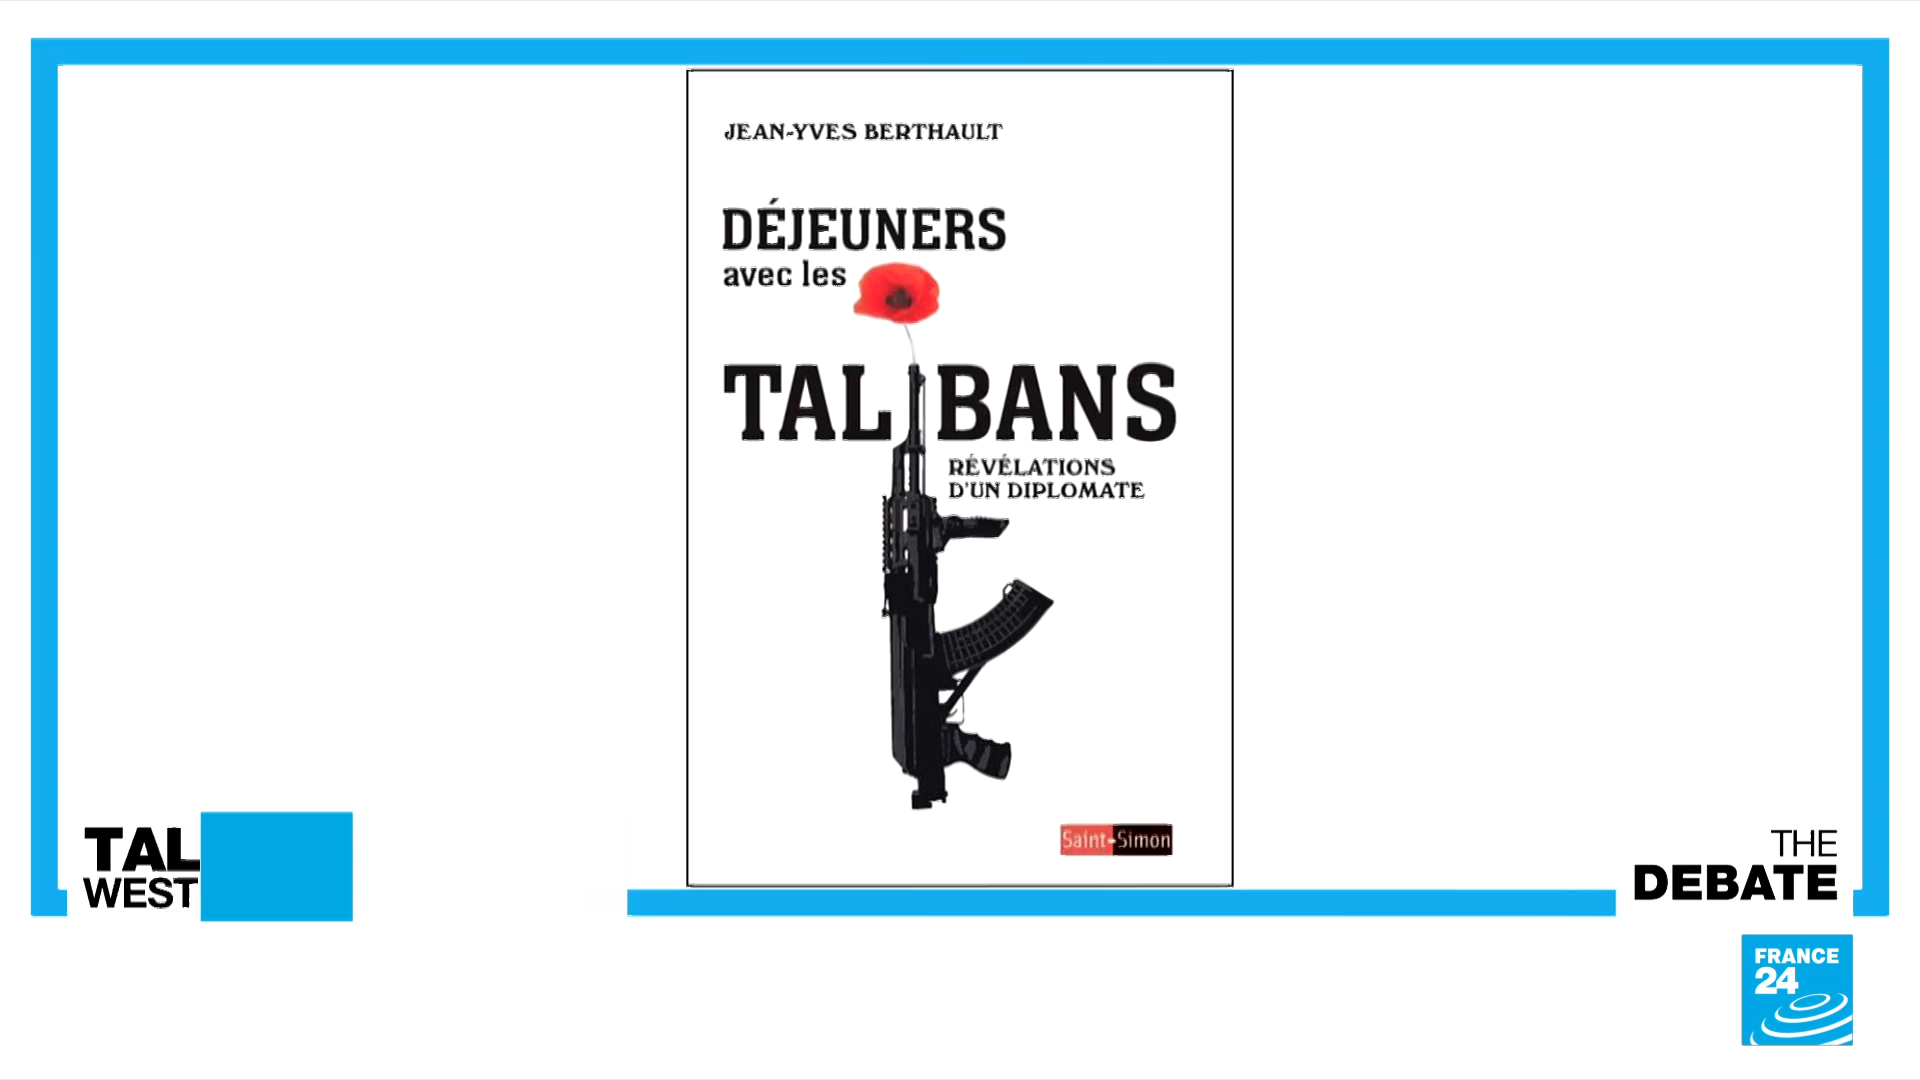 JEAN-YVES BERTHAULT
DÉJEUNERS
avec les
TALIBANS
RÉVÉLATIONS
D'UN DIPLOMATE
Saint-Simon
TAL
WEST
THE
DEBATE
FRANCE
24